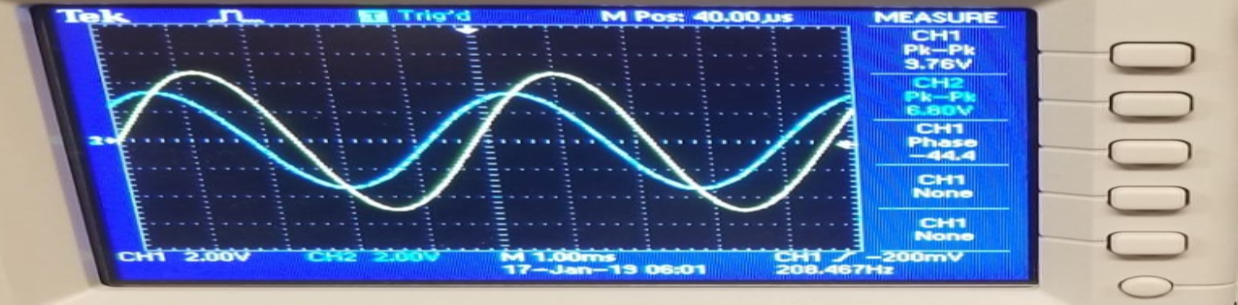 Tek T Trig'd M Pos: 40.00µs MEASURE
CH1
Pk-Pk
9.76V
CH2
Pk-Pk
6.80V
CH1
Phase
-44.4
CH1
None
CH1
None
2
CH1 2.00V CH2 2.00V M 1.00ms CH1 -200mV
17-Jan-19 06:01 208.467Hz